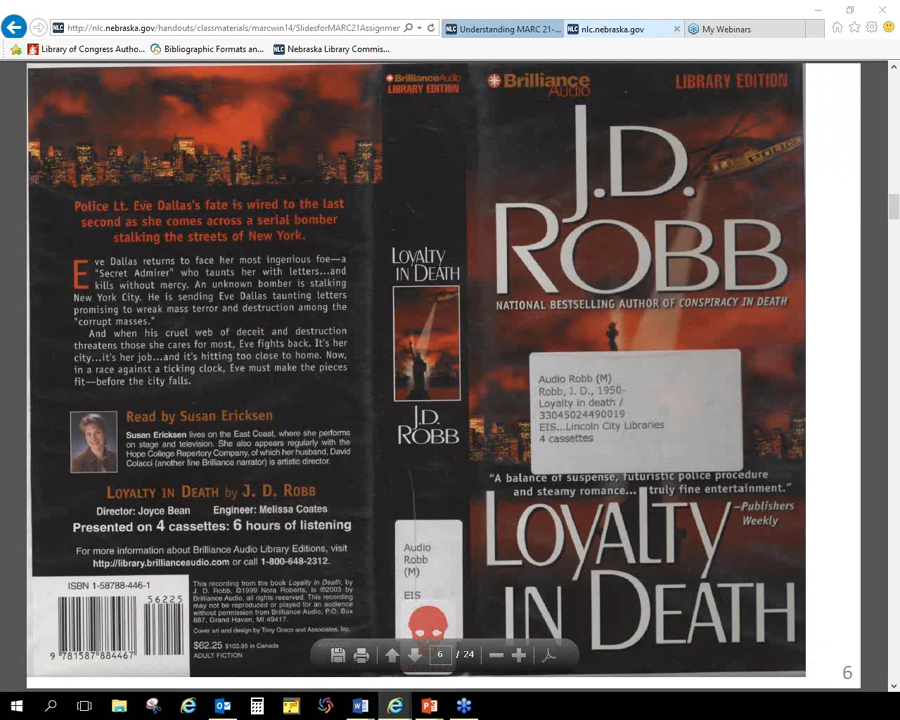 http://nlc.nebraska.gov/handouts/classmaterials/marcwin14/SlidesforMARC21Assignmer
Understanding MARC 21-...
nlc.nebraska.gov
My Webinars
Library of Congress Autho...
Bibliographic Formats an...
Nebraska Library Commis...
Police Lt. Eve Dallas's fate is wired to the last
second as she comes across a serial bomber
stalking the streets of New York.
Eve Dallas returns to face her most ingenious foe—a
"Secret Admirer" who taunts her with letters...and
kills without mercy. An unknown bomber is stalking
New York City. He is sending Eve Dallas taunting letters
promising to wreak mass terror and destruction among the
"corrupt masses."
And when his cruel web of deceit and destruction
threatens those she cares for most, Eve fights back. It's her
city...it's her job...and it's hitting too close to home. Now,
in a race against a ticking clock, Eve must make the pieces
fit—before the city falls.
Read by Susan Ericksen
Susan Ericksen lives on the East Coast, where she performs
on stage and television. She also appears regularly with the
Hope College Repertory Company, of which her husband, David
Colacci (another fine Brilliance narrator) is artistic director.
LOYALTY IN DEATH by J. D. ROBB
Director: Joyce Bean Engineer: Melissa Coates
Presented on 4 cassettes: 6 hours of listening
For more information about Brilliance Audio Library Editions, visit
http://library.brillianceaudio.com or call 1-800-648-2312.
ISBN 1-58788-446-1
56225
9 781587 884467
This recording from the book Loyalty in Death, by
J. D. Robb, ©1999 Nora Roberts, is ℗2003 by
Brilliance Audio, all rights reserved. This recording
may not be reproduced or played for an audience
without permission from Brilliance Audio, P.O. Box
887, Grand Haven, MI 49417.
Cover art and design by Tony Greco and Associates, Inc.
$62.25 $103.95 in Canada
ADULT FICTION
Brilliance Audio
LIBRARY EDITION
LOYALTY
IN DEATH
J.D.
ROBB
Audio
Robb
(M)
EIS
Brilliance
Audio
LIBRARY EDITION
POLICE
J.D.
ROBB
NATIONAL BESTSELLING AUTHOR OF CONSPIRACY IN DEATH
Audio Robb (M)
Robb, J. D., 1950-
Loyalty in death /
33045024490019
EIS...Lincoln City Libraries
4 cassettes
"A balance of suspense, futuristic police procedure
and steamy romance... truly fine entertainment."
—Publishers
Weekly
LOYALTY
IN DEATH
6 / 24
6